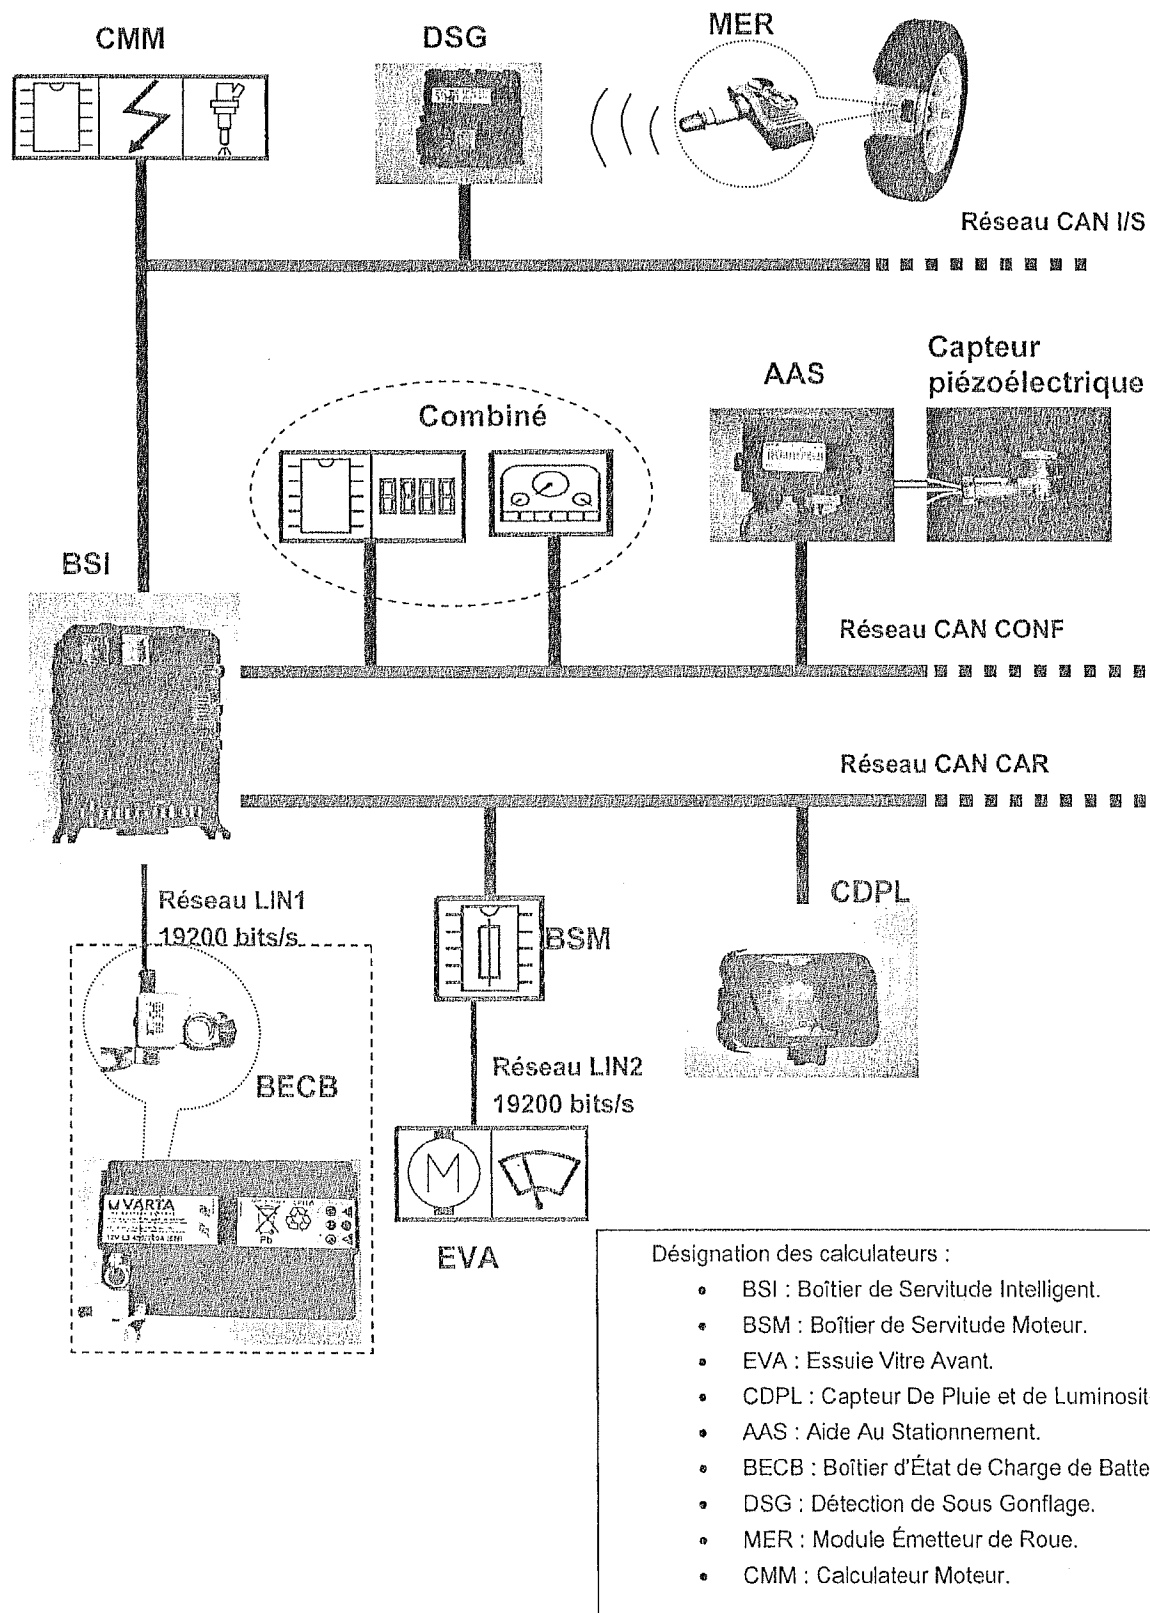 CMM
DSG
MER
Réseau CAN I/S
Capteur
piézoélectrique
AAS
Combiné
BSI
Réseau CAN CONF
Réseau CAN CAR
Réseau LIN1
19200 bits/s
CDPL
BSM
BECB
Réseau LIN2
19200 bits/s
VARTA
Pb
EVA
Désignation des calculateurs :
• BSI : Boîtier de Servitude Intelligent.
• BSM : Boîtier de Servitude Moteur.
• EVA : Essuie Vitre Avant.
• CDPL : Capteur De Pluie et de Luminosit
• AAS : Aide Au Stationnement.
• BECB : Boîtier d'État de Charge de Batte
• DSG : Détection de Sous Gonflage.
• MER : Module Émetteur de Roue.
• CMM : Calculateur Moteur.